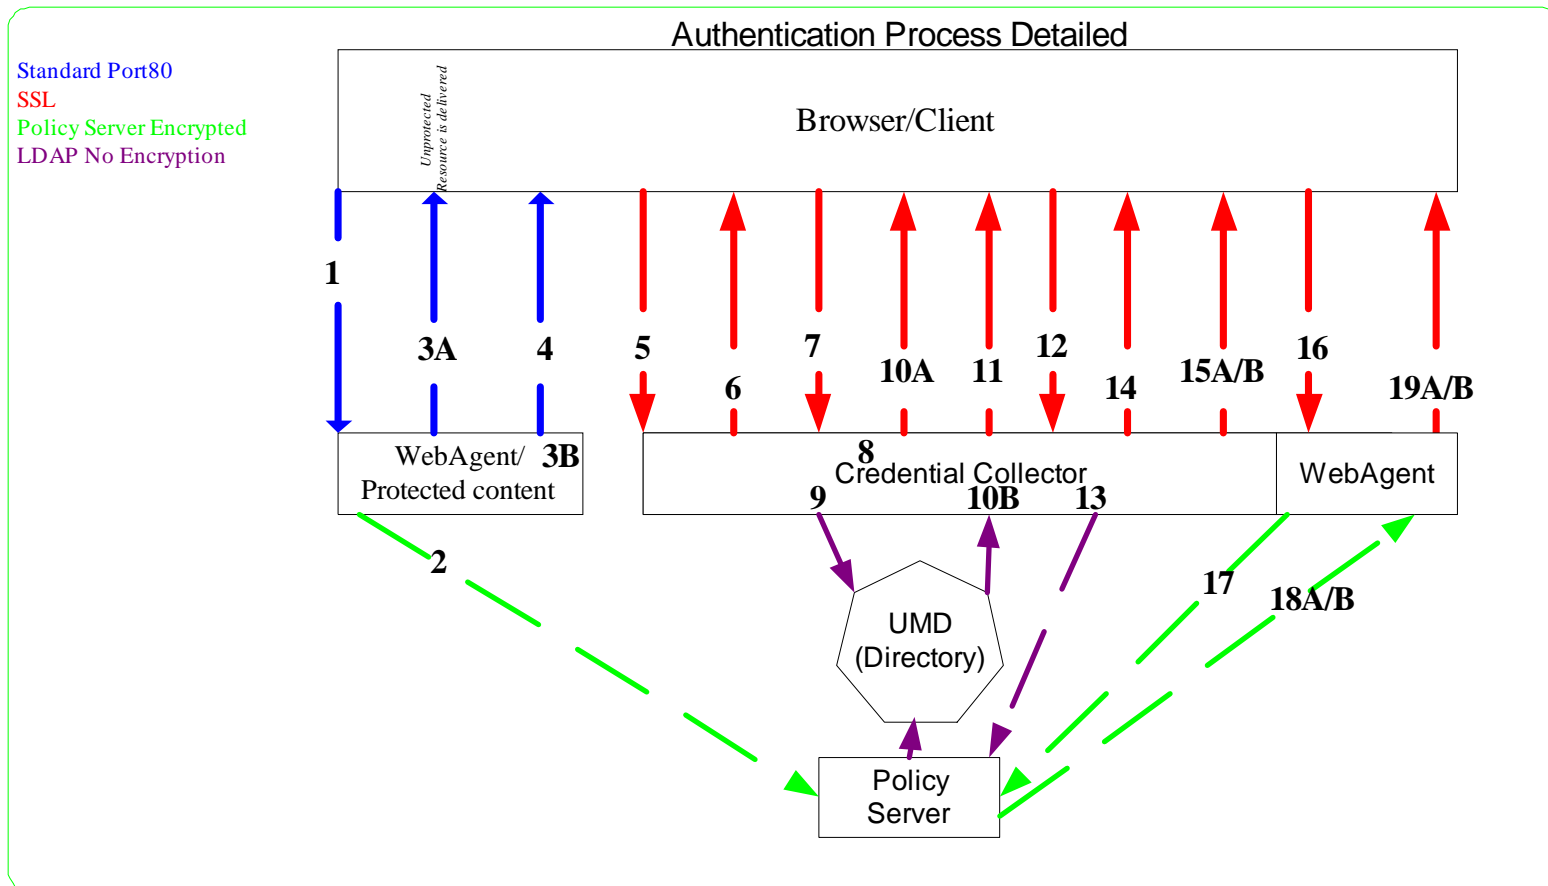 Authentication Process Detailed
Standard Port80
SSL
Policy Server Encrypted
LDAP No Encryption
Unprotected
Resource is delivered
Browser/Client
1
3A
4
5
6
7
10A
11
12
14
15A/B
16
19A/B
WebAgent/
Protected content
3B
8
Credential Collector
WebAgent
9
10B
13
2
17
18A/B
UMD
(Directory)
Policy
Server